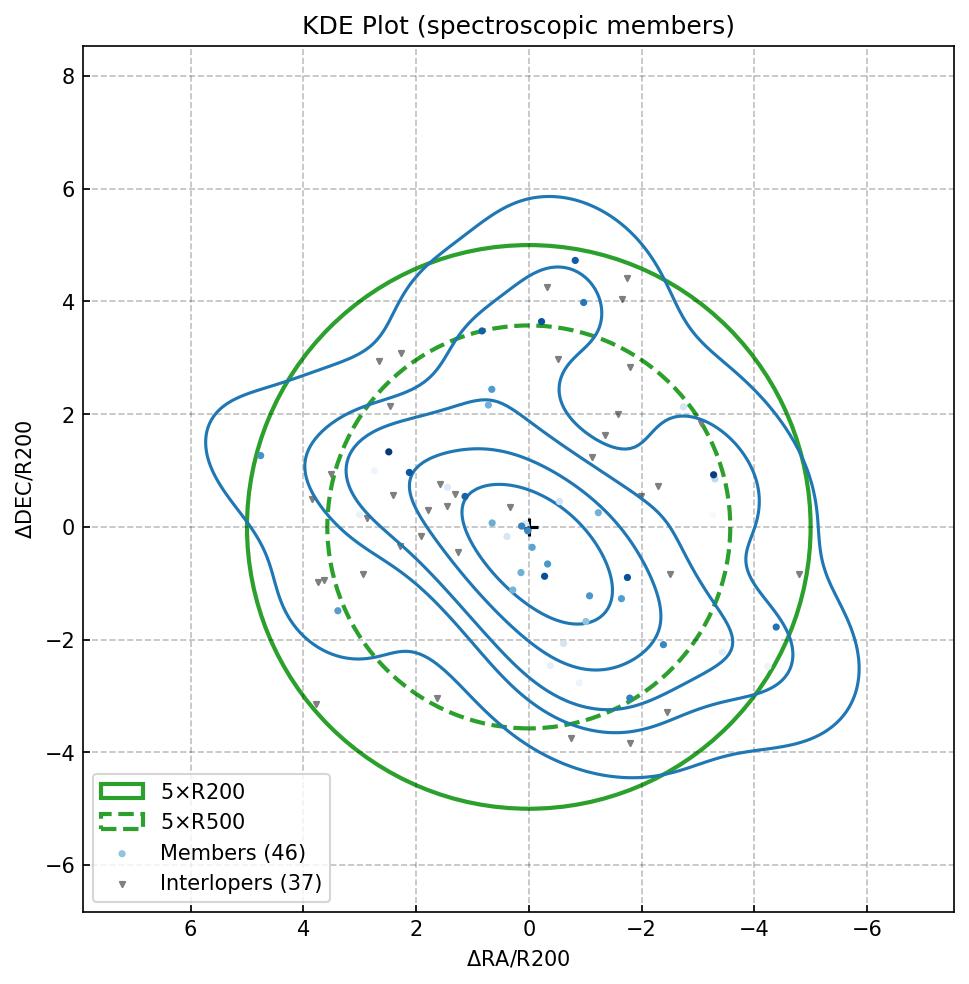 KDE Plot (spectroscopic members)
8
6
4
2
0
−2
−4
−6
ΔDEC/R200
5×R200
5×R500
Members (46)
Interlopers (37)
6 4 2 0 −2 −4 −6
ΔRA/R200